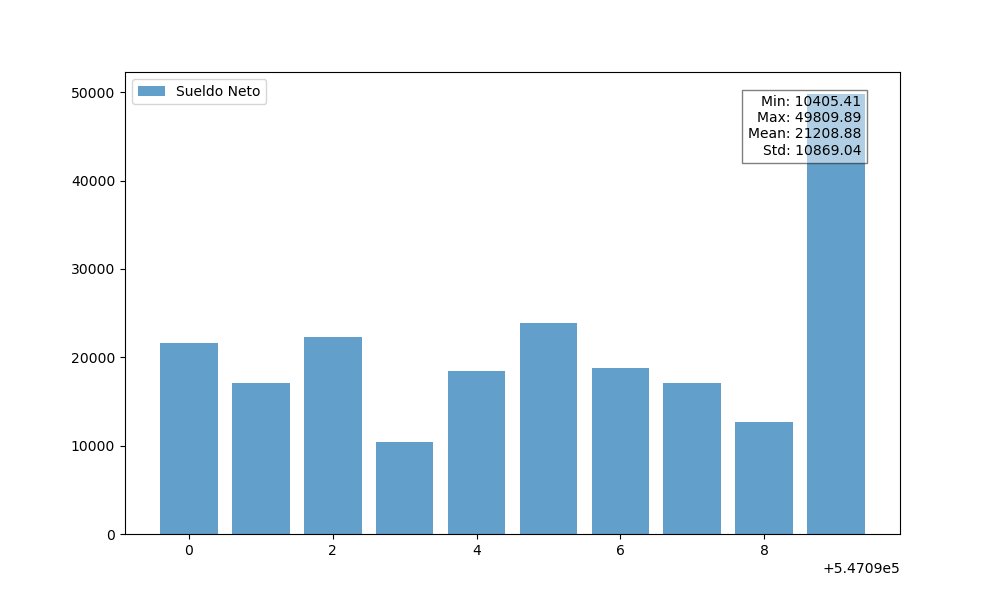 Sueldo Neto
Min: 10405.41
Max: 49809.89
Mean: 21208.88
Std: 10869.04
50000
40000
30000
20000
10000
0
0 2 4 6 8
+5.4709e5